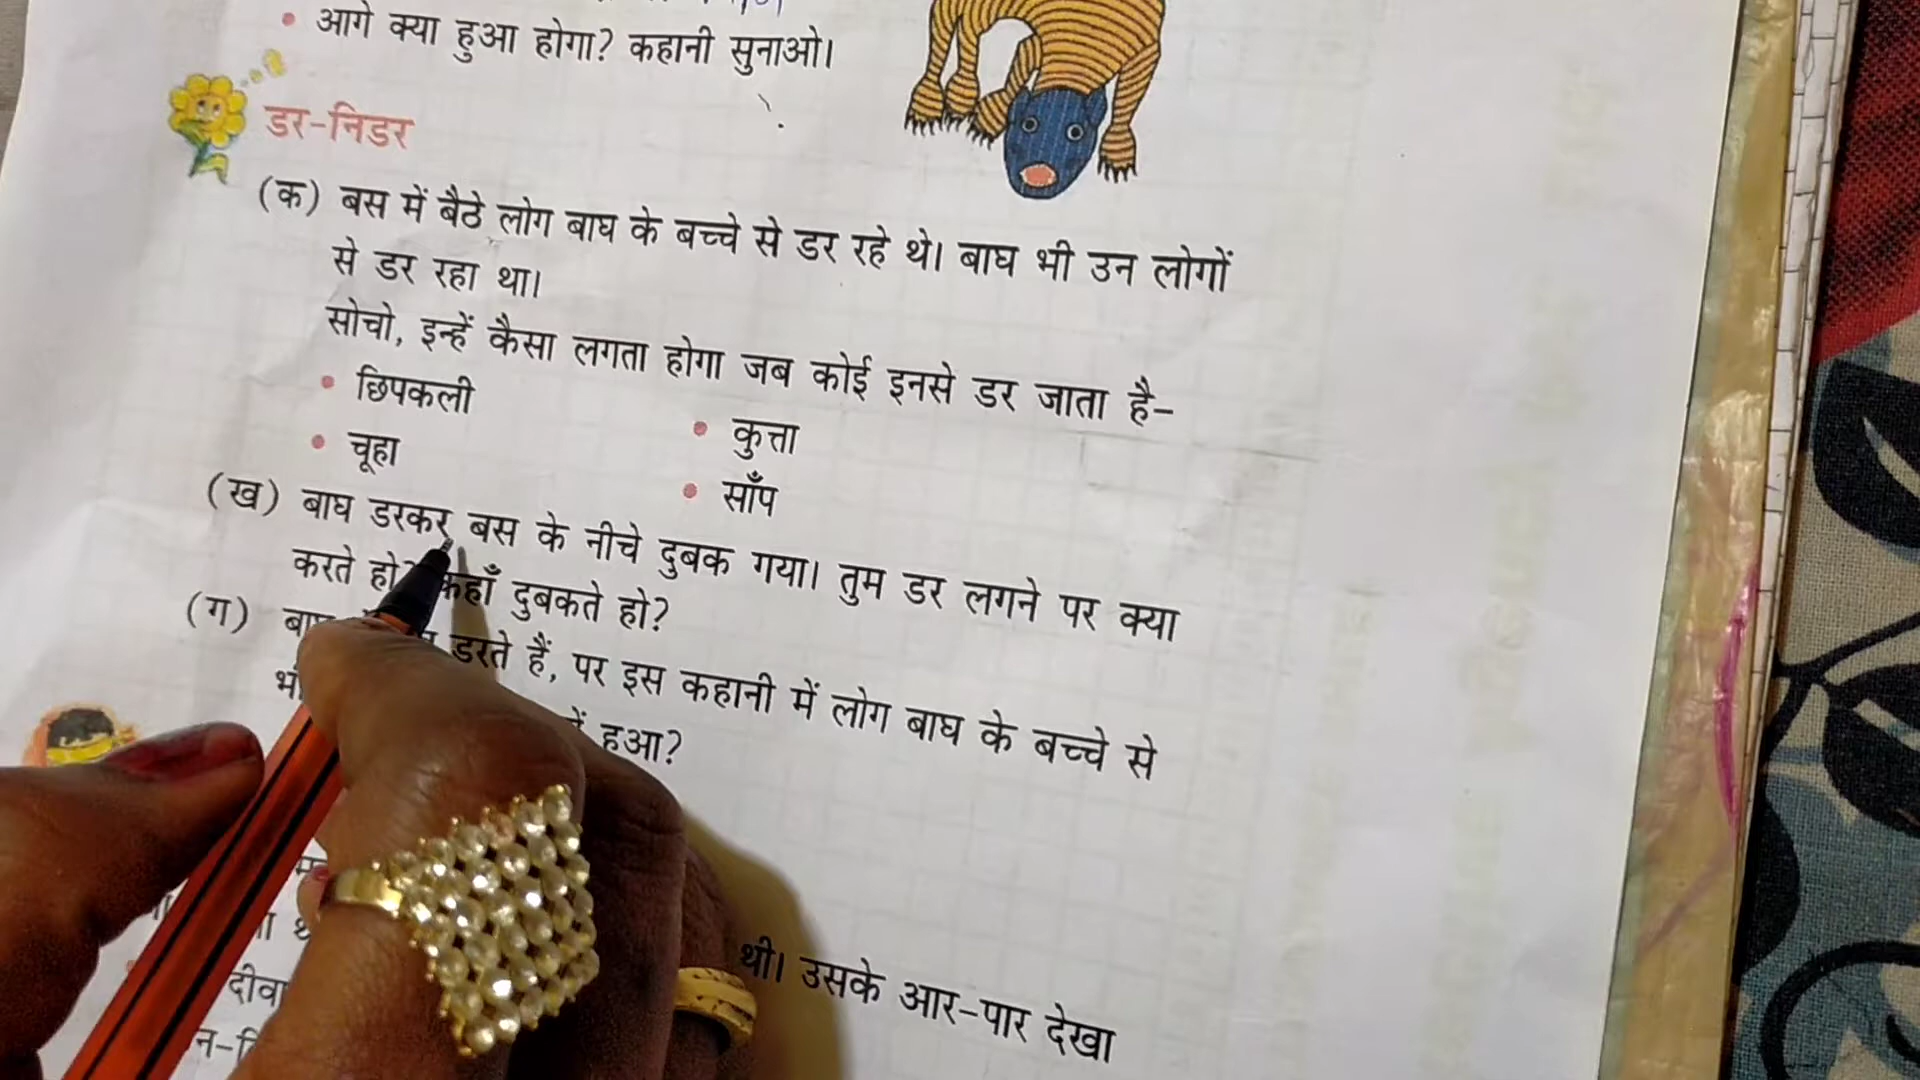 आगे क्या हुआ होगा? कहानी सुनाओ।
डर-निडर
(क) बस में बैठे लोग बाघ के बच्चे से डर रहे थे। बाघ भी उन लोगों
से डर रहा था।
सोचो, इन्हें कैसा लगता होगा जब कोई इनसे डर जाता है-
छिपकली
कुत्ता
चूहा
साँप
(ख) बाघ डरकर बस के नीचे दुबक गया। तुम डर लगने पर क्या
करते हो? कहाँ दुबकते हो?
(ग) डरते हैं, पर इस कहानी में लोग बाघ के बच्चे से
हुआ?
थी। उसके आर-पार देखा